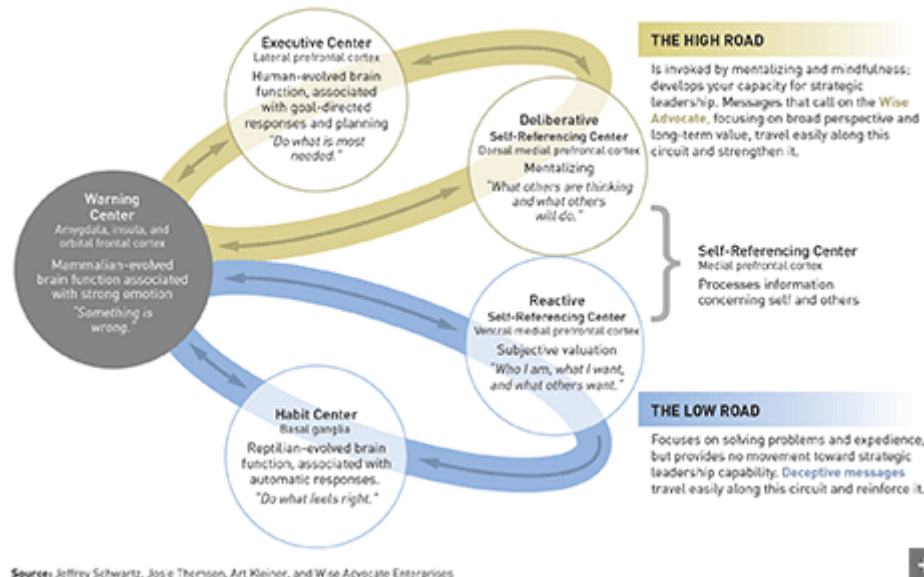 Executive Center
Lateral prefrontal cortex
Human-evolved brain
function, associated
with goal-directed
responses and planning
"Do what is most
needed."
Deliberative
Self-Referencing Center
Dorsal medial prefrontal cortex
Mentalizing
"What others are thinking
and what others
will do."
Warning
Center
Amygdala, insula, and
orbital frontal cortex
Mammalian-evolved
brain function associated
with strong emotion
"Something is
wrong."
Reactive
Self-Referencing Center
Ventral medial prefrontal cortex
Subjective valuation
"Who I am, what I want,
and what others want."
Habit Center
Basal ganglia
Reptilian-evolved brain
function, associated with
automatic responses.
"Do what feels right."
THE HIGH ROAD
Is invoked by mentalizing and mindfulness;
develops your capacity for strategic
leadership. Messages that call on the Wise
Advocate, focusing on broad perspective and
long-term value, travel easily along this
circuit and strengthen it.
Self-Referencing Center
Medial prefrontal cortex
Processes information
concerning self and others
THE LOW ROAD
Focuses on solving problems and expedience,
but provides no movement toward strategic
leadership capability. Deceptive messages
travel easily along this circuit and reinforce it.
Source: Jeffrey Schwartz, Josie Thomson, Art Kleiner, and Wise Advocate Enterprises